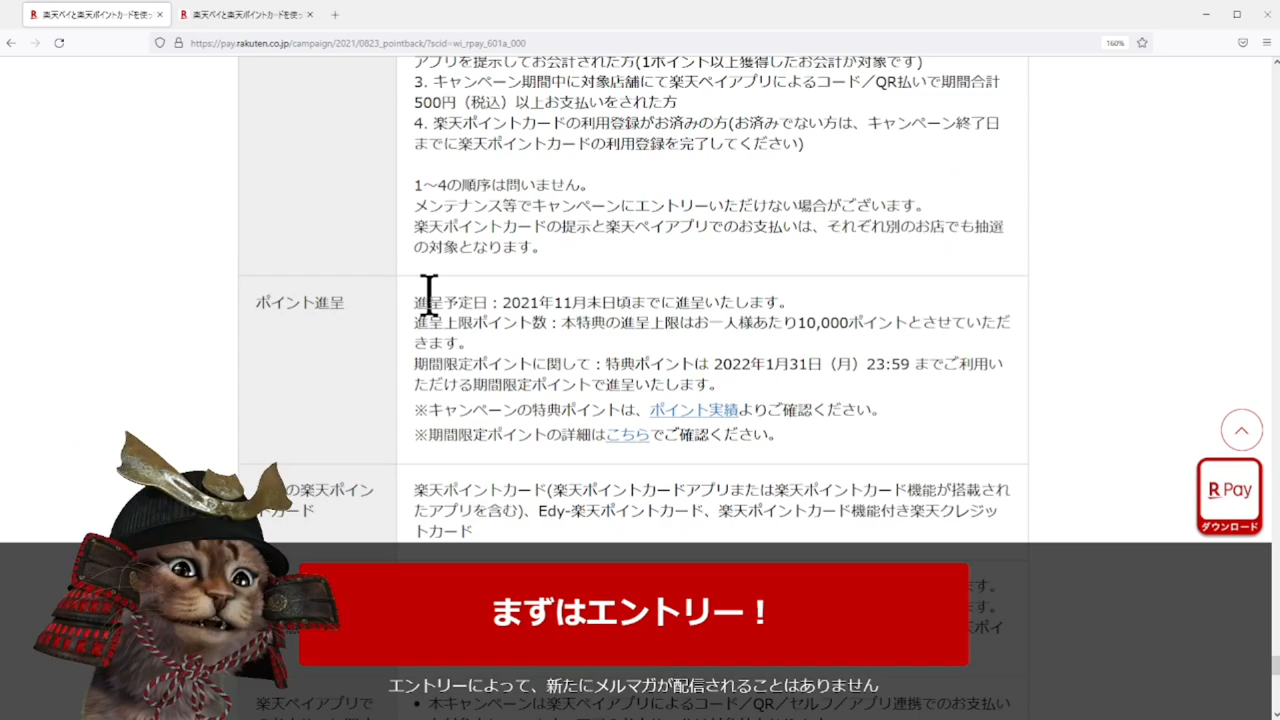 楽天ペイと楽天ポイントカードを使っ
楽天ペイと楽天ポイントカードを使っ
https://pay.rakuten.co.jp/campaign/2021/0823_pointback/?scid=wi_rpay_601a_000
160%
アプリを提示してお会計された方(1ポイント以上獲得したお会計が対象です)
3. キャンペーン期間中に対象店舗にて楽天ペイアプリによるコード／QR払いで期間合計
500円（税込）以上お支払いをされた方
4. 楽天ポイントカードの利用登録がお済みの方(お済みでない方は、キャンペーン終了日
までに楽天ポイントカードの利用登録を完了してください)
1～4の順序は問いません。
メンテナンス等でキャンペーンにエントリーいただけない場合がございます。
楽天ポイントカードの提示と楽天ペイアプリでのお支払いは、それぞれ別のお店でも抽選
の対象となります。
ポイント進呈
進呈予定日：2021年11月末日頃までに進呈いたします。
進呈上限ポイント数：本特典の進呈上限はお一人様あたり10,000ポイントとさせていただ
きます。
期間限定ポイントに関して：特典ポイントは 2022年1月31日（月）23:59 までご利用い
ただける期間限定ポイントで進呈いたします。
※キャンペーンの特典ポイントは、ポイント実績よりご確認ください。
※期間限定ポイントの詳細はこちらでご確認ください。
R Pay
ダウンロード
の楽天ポイン
カード
楽天ポイントカード(楽天ポイントカードアプリまたは楽天ポイントカード機能が搭載され
たアプリを含む)、Edy-楽天ポイントカード、楽天ポイントカード機能付き楽天クレジッ
トカード
ます。
ます。
天ポイ
まずはエントリー！
エントリーによって、新たにメルマガが配信されることはありません
楽天ペイアプリで
• 本キャンペーンは楽天ペイアプリによるコード／QR／セルフ／アプリ連携でのお支払い